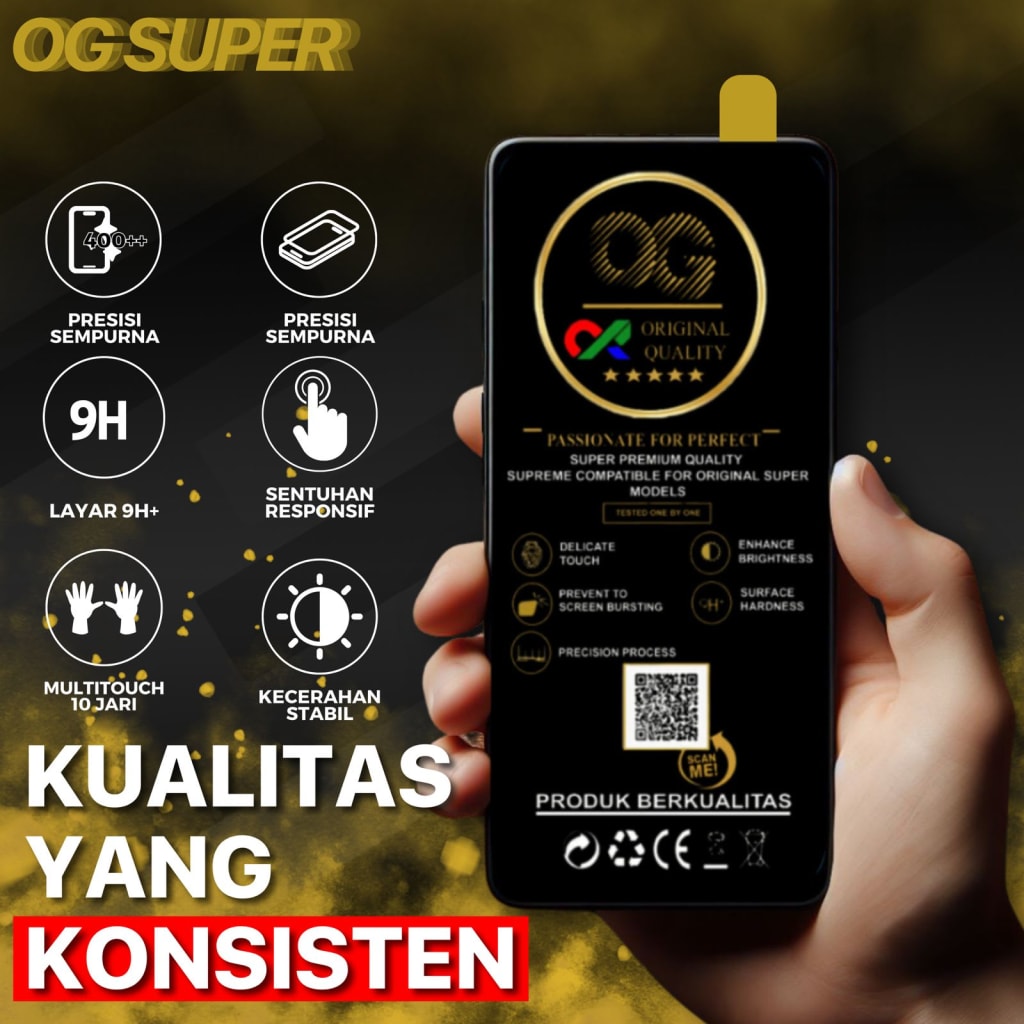 OG SUPER
400++
PRESISI
SEMPURNA
PRESISI
SEMPURNA
9H
LAYAR 9H+
SENTUHAN
RESPONSIF
MULTITOUCH
10 JARI
KECERAHAN
STABIL
KUALITAS
YANG
KONSISTEN
OG
ORIGINAL
QUALITY
PASSIONATE FOR PERFECT
SUPER PREMIUM QUALITY
SUPREME COMPATIBLE FOR ORIGINAL SUPER
MODELS
TESTED ONE BY ONE
DELICATE
TOUCH
ENHANCE
BRIGHTNESS
PREVENT TO
SCREEN BURSTING
H
SURFACE
HARDNESS
PRECISION PROCESS
SCAN
ME!
PRODUK BERKUALITAS
CE